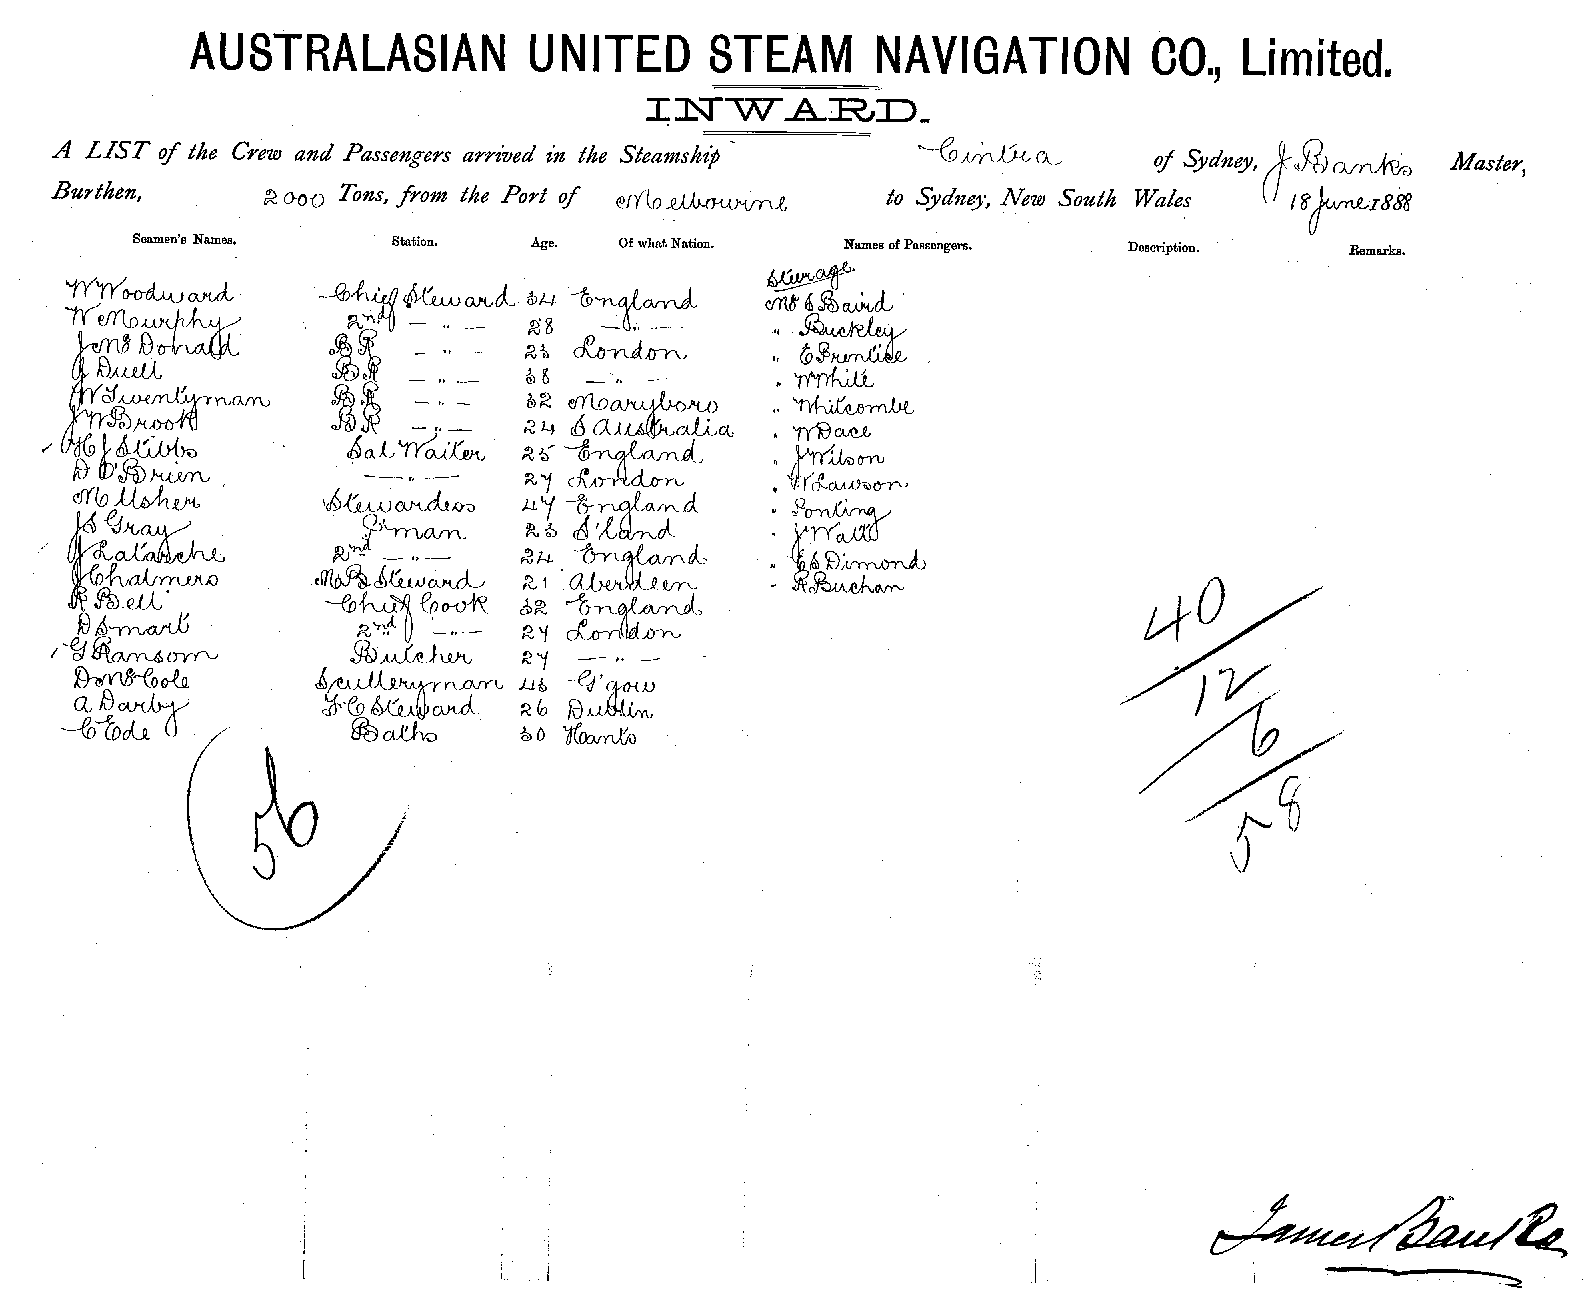 AUSTRALASIAN UNITED STEAM NAVIGATION CO., Limited.
INWARD.
A LIST of the Crew and Passengers arrived in the Steamship Cintra of Sydney, J Banks Master,
Burthen, 2000 Tons, from the Port of Melbourne to Sydney, New South Wales 18 June 1888
Seamen's Names. Station. Age. Of what Nation. Names of Passengers. Description. Remarks.
Sterage
W Woodward Chief Steward 34 England Mr S Baird
W Murphy 2nd — " — 28 — " — " Buckley
J McDonald BR — " — 23 London " E Prentice
J Duell BR — " — 38 — " — " W White
W Twentyman BR — " — 32 Maryboro " Whitcombe
J W Brook BR — " — 24 S Australia " W Dace
H J Stibbs Sal Waiter 25 England " J Wilson
D O'Brien — " — 27 London " W Lawson
M Usher Stewardess 47 England " Ponting
J S Gray P'man 23 S'land " J Watt
J Latarche 2nd — " — 24 England " E S Dimond
J Chalmers Mr B Steward 21 Aberdeen " R Buchan
R Bell Chief Cook 32 England
D Smart 2nd — " — 27 London
G Ransom Butcher 27 — " —
D McCole Sculleryman 43 G'gow
A Darby F C Steward 26 Dublin
C Ede Baths 30 Hants
40
12
6
58
56
James Banks